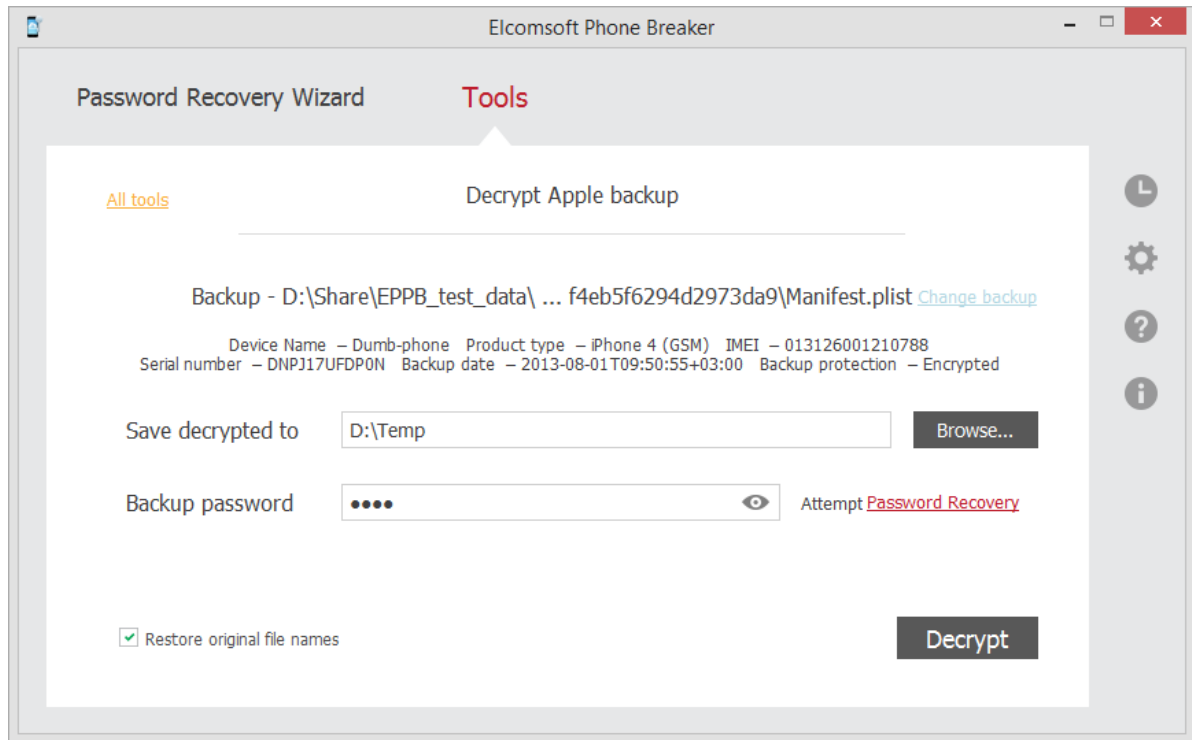 Elcomsoft Phone Breaker
Password Recovery Wizard Tools
All tools Decrypt Apple backup
Backup - D:\Share\EPPB_test_data\ ... f4eb5f6294d2973da9\Manifest.plist Change backup
Device Name – Dumb-phone Product type – iPhone 4 (GSM) IMEI – 013126001210788
Serial number – DNPJ17UFDP0N Backup date – 2013-08-01T09:50:55+03:00 Backup protection – Encrypted
Save decrypted to D:\Temp Browse...
Backup password •••• Attempt Password Recovery
Restore original file names Decrypt